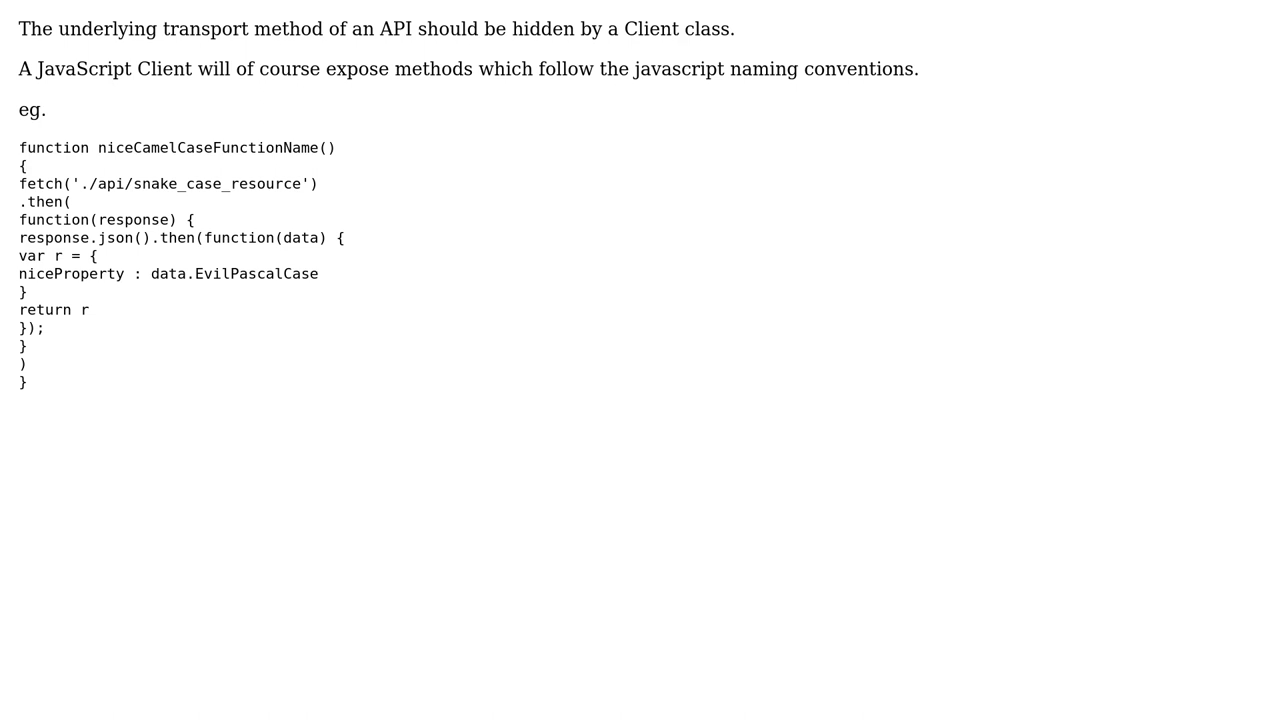 The underlying transport method of an API should be hidden by a Client class.
A JavaScript Client will of course expose methods which follow the javascript naming conventions.
eg.
function niceCamelCaseFunctionName()
{
fetch('./api/snake_case_resource')
.then(
function(response) {
response.json().then(function(data) {
var r = {
niceProperty : data.EvilPascalCase
}
return r
});
}
)
}